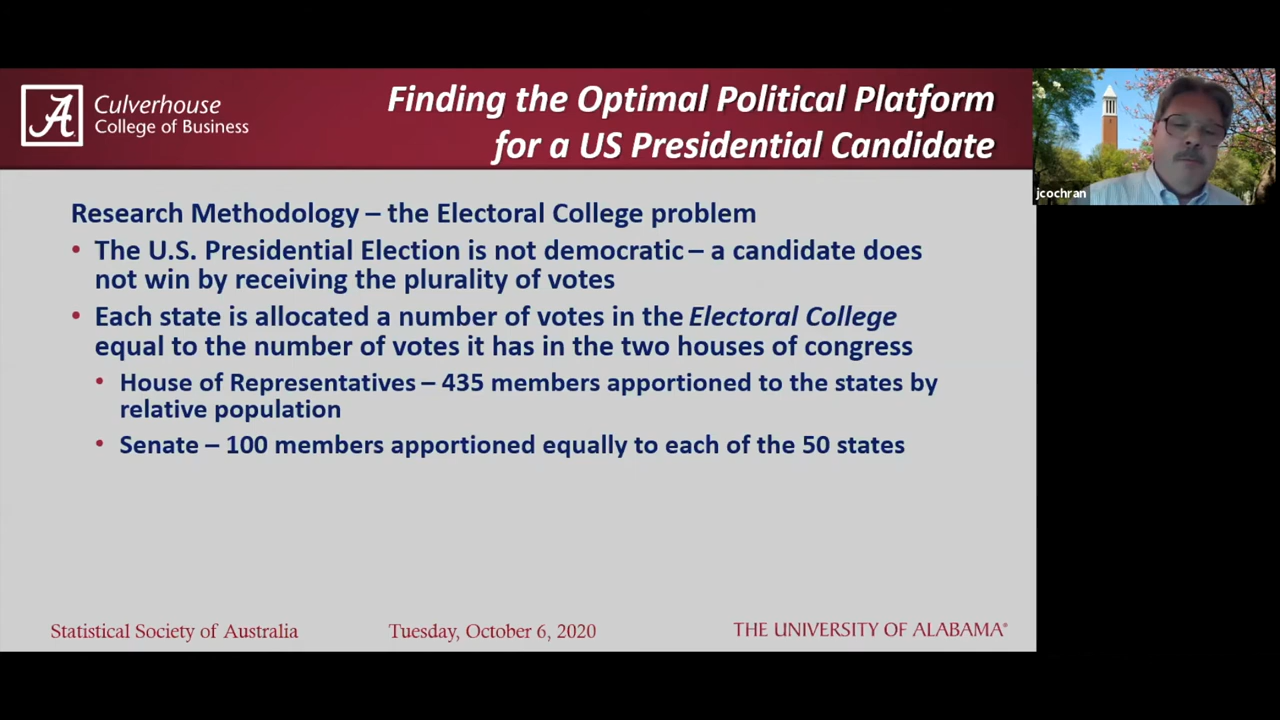 Culverhouse
College of Business
Finding the Optimal Political Platform
for a US Presidential Candidate
jcochran
Research Methodology – the Electoral College problem
• The U.S. Presidential Election is not democratic – a candidate does
not win by receiving the plurality of votes
• Each state is allocated a number of votes in the Electoral College
equal to the number of votes it has in the two houses of congress
• House of Representatives – 435 members apportioned to the states by
relative population
• Senate – 100 members apportioned equally to each of the 50 states
Statistical Society of Australia
Tuesday, October 6, 2020
THE UNIVERSITY OF ALABAMA®